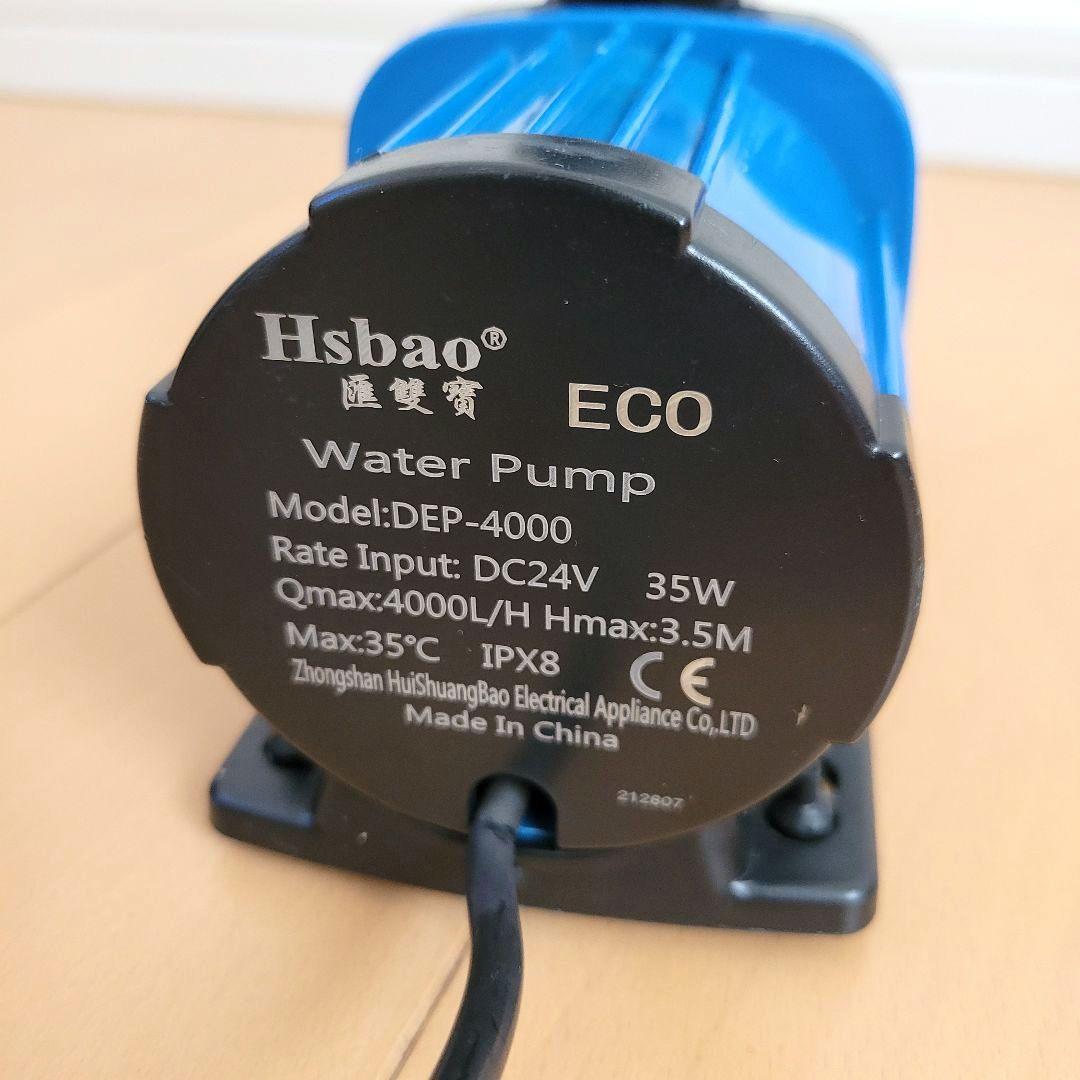 Hsbao®
匯雙寶 ECO
Water Pump
Model:DEP-4000
Rate Input: DC24V 35W
Qmax:4000L/H Hmax:3.5M
Max:35℃ IPX8 CE
Zhongshan HuiShuangBao Electrical Appliance Co,.LTD
Made In China
212807